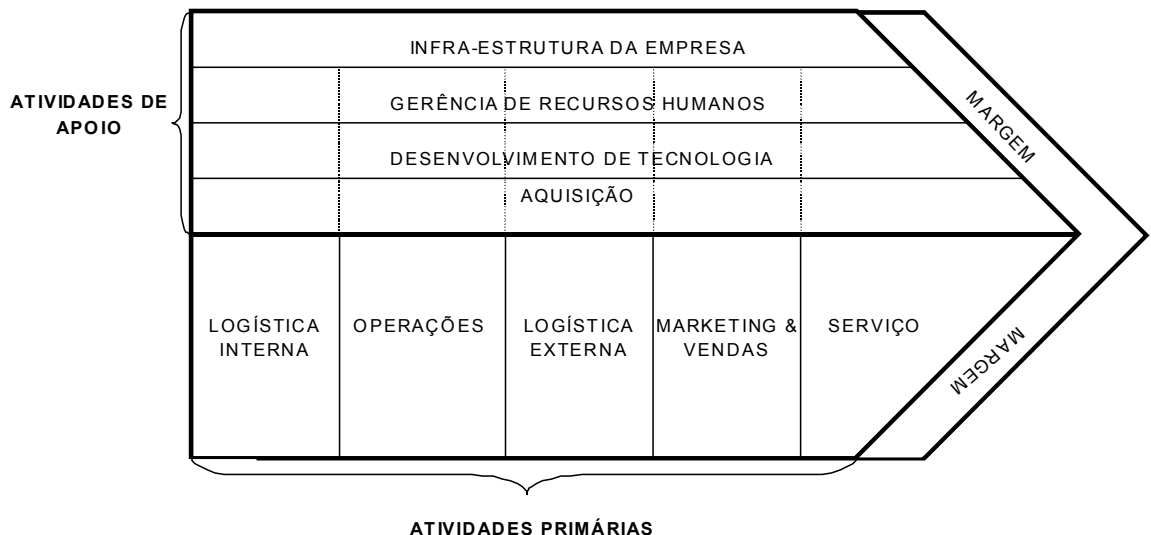 INFRA-ESTRUTURA DA EMPRESA
ATIVIDADES DE
APOIO
GERÊNCIA DE RECURSOS HUMANOS
DESENVOLVIMENTO DE TECNOLOGIA
AQUISIÇÃO
MARGEM
LOGÍSTICA
INTERNA
OPERAÇÕES
LOGÍSTICA
EXTERNA
MARKETING &
VENDAS
SERVIÇO
MARGEM
ATIVIDADES PRIMÁRIAS